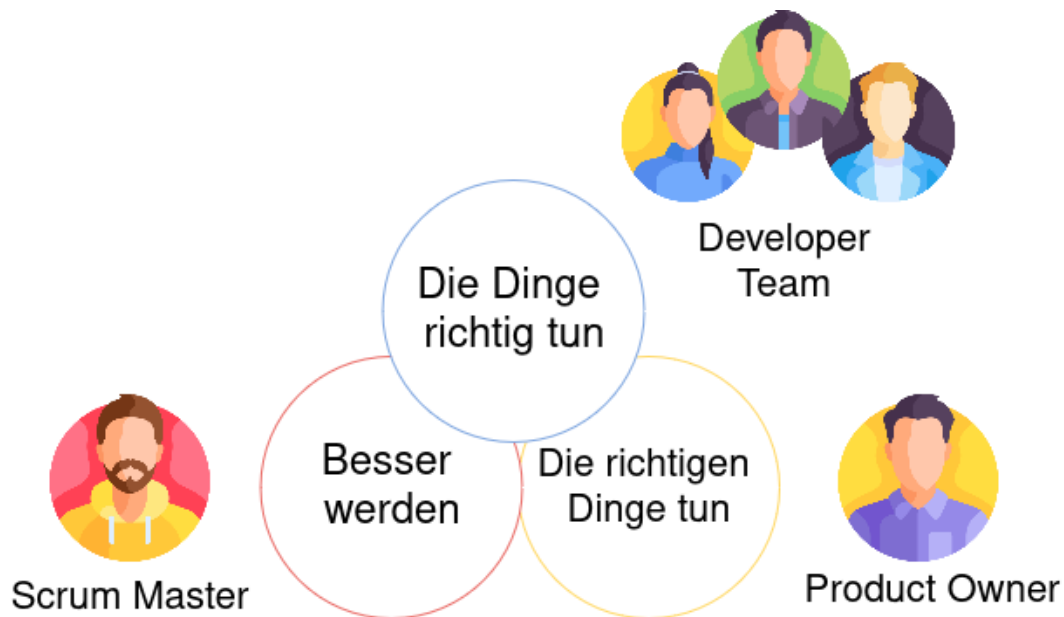 Developer
Team
Die Dinge
richtig tun
Besser
werden
Die richtigen
Dinge tun
Scrum Master
Product Owner